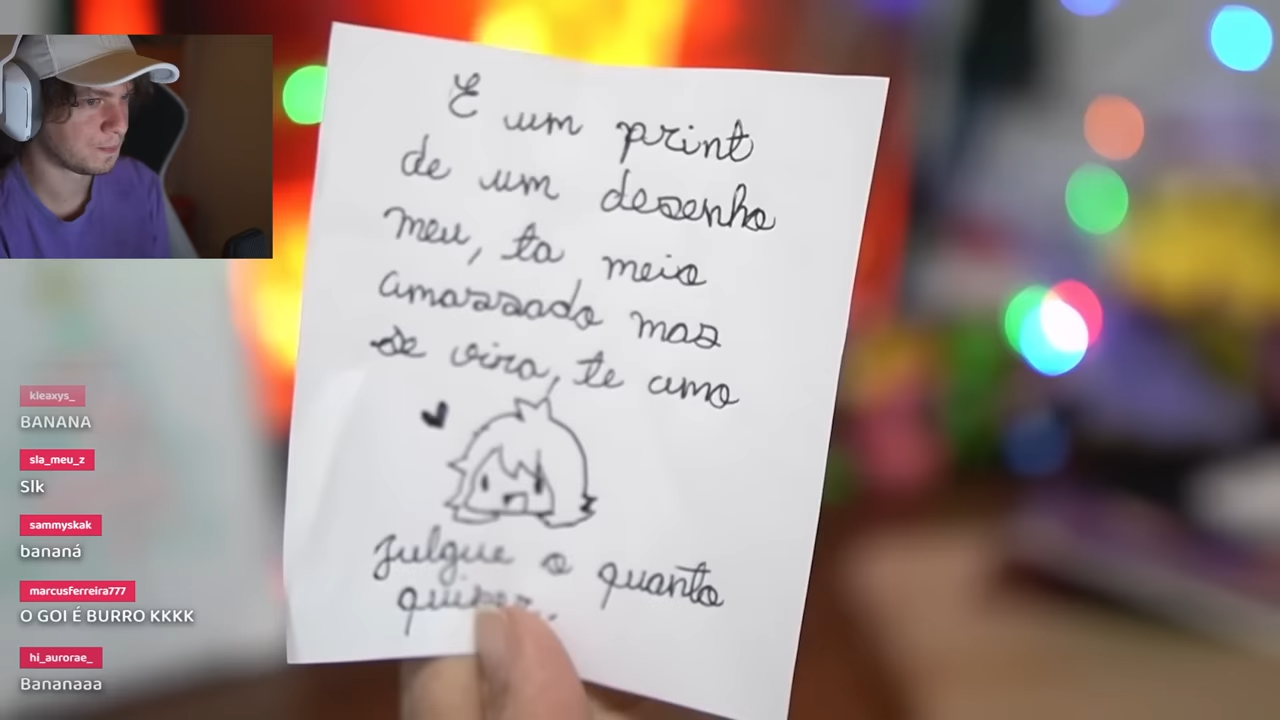 kleaxys_
BANANA
sla_meu_z
Slk
sammyskak
bananá
marcusferreira777
O GOI É BURRO KKKK
hi_aurorae_
Bananaaa
E um print
de um desenho
meu, ta meio
amassado mas
se vira, te amo
julgue o quanto